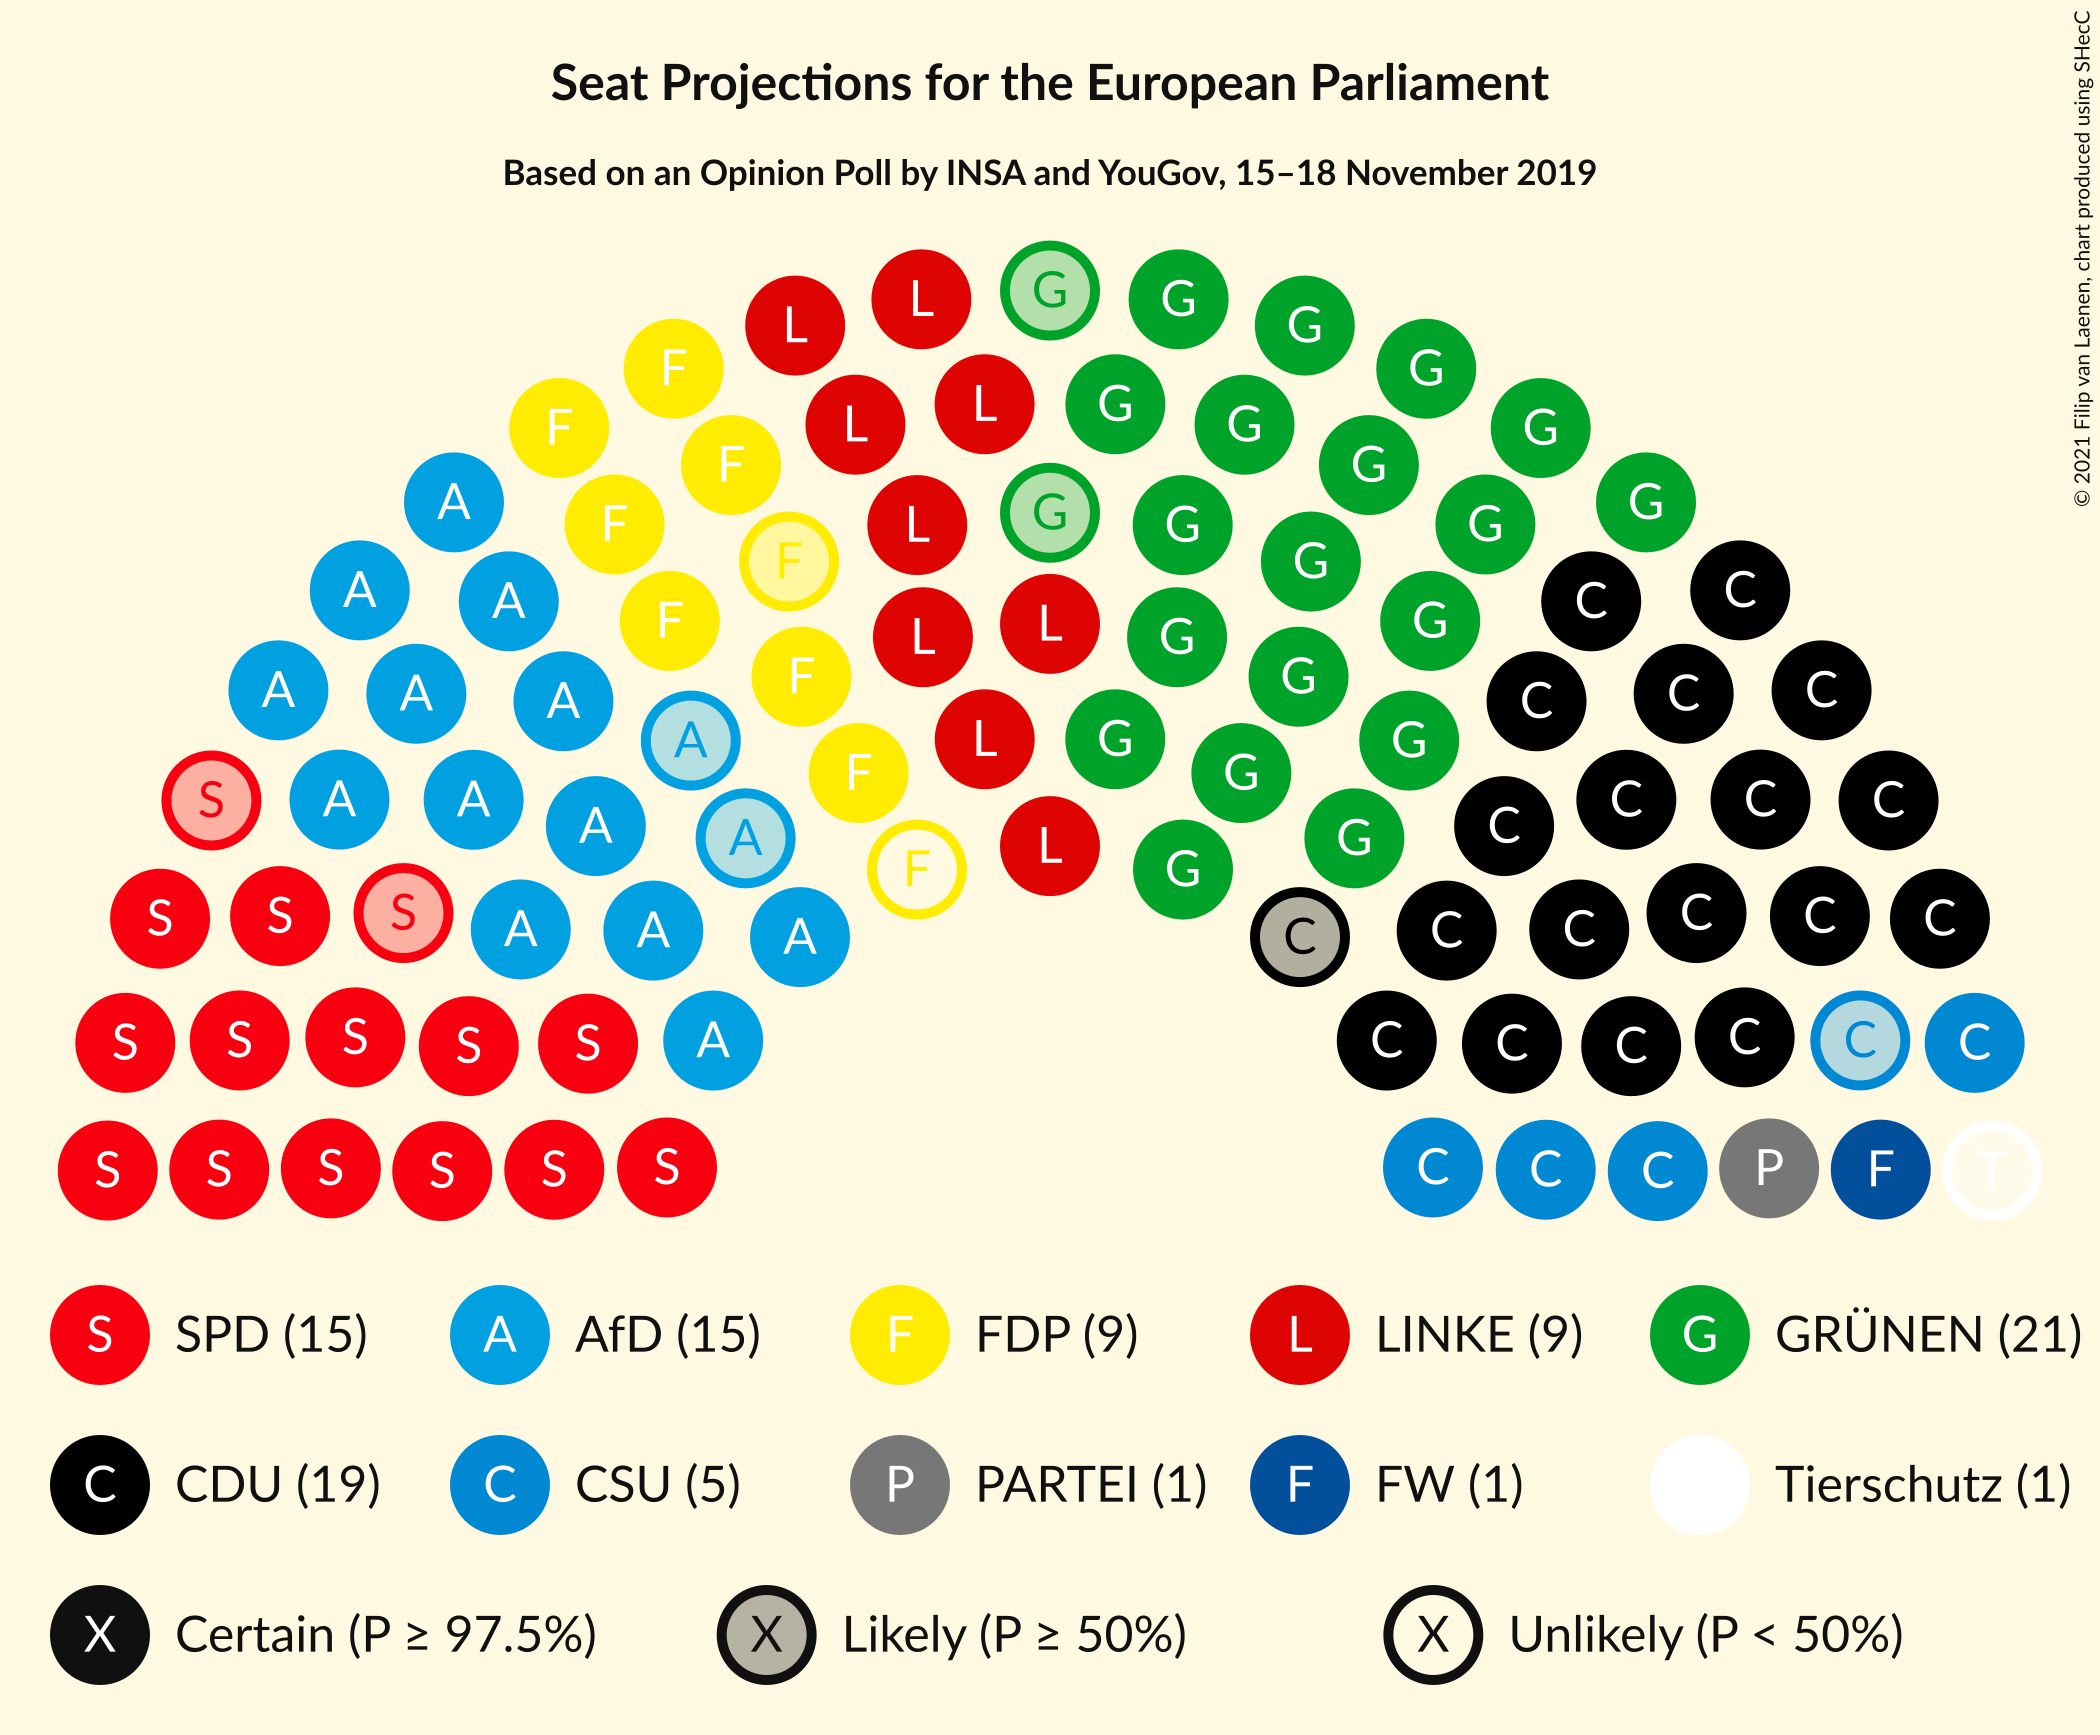 Seat Projections for the European Parliament
Based on an Opinion Poll by INSA and YouGov, 15–18 November 2019
© 2021 Filip van Laenen, chart produced using SHecC
L L G G G
F F G G
F L L G G G
A F G G
F F L G G G G
A A F L L G G G C C
A A A A F L G G G C C C
S A A A A F L G G C C C C
S S S A A A F G C C C C C C
S S S S S A C C C C C C
S S S S S S C C C P F T
S SPD (15) A AfD (15) F FDP (9) L LINKE (9) G GRÜNEN (21)
C CDU (19) C CSU (5) P PARTEI (1) F FW (1) Tierschutz (1)
X Certain (P ≥ 97.5%) X Likely (P ≥ 50%) X Unlikely (P < 50%)